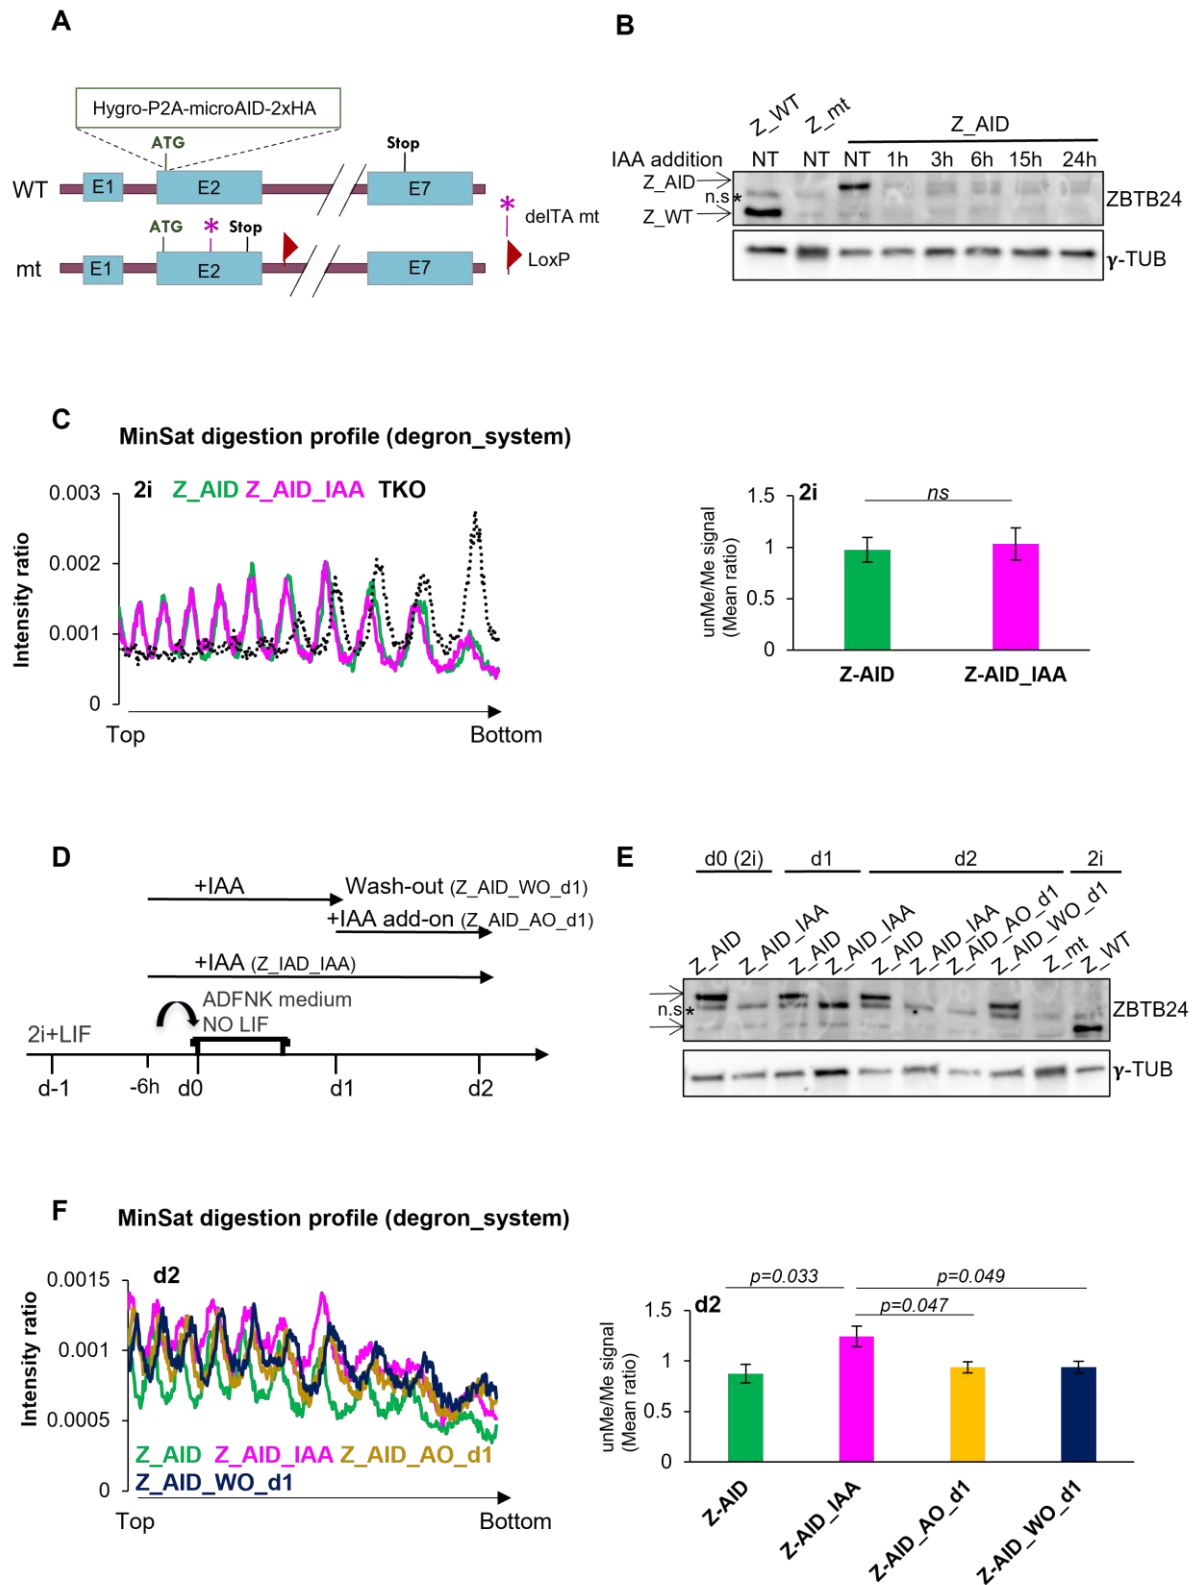 A
Hygro-P2A-microAID-2xHA
ATG
Stop
WT
E1
E2
E7
*
delTA mt
ATG
*
Stop
mt
E1
E2
E7
LoxP
B
Z_WT
Z_mt
Z_AID
IAA addition
NT
NT
NT
1h
3h
6h
15h
24h
Z_AID
n.s*
Z_WT
ZBTB24
γ-TUB
C
MinSat digestion profile (degron_system)
2i Z_AID Z_AID_IAA TKO
Intensity ratio
0.003
0.002
0.001
0
Top
Bottom
2i
ns
unMe/Me signal
(Mean ratio)
1.5
1
0.5
0
Z-AID
Z-AID_IAA
D
+IAA
Wash-out (Z_AID_WO_d1)
+IAA add-on (Z_AID_AO_d1)
+IAA (Z_IAD_IAA)
ADFNK medium
NO LIF
2i+LIF
d-1
-6h
d0
d1
d2
E
d0 (2i)
d1
d2
2i
Z_AID
Z_AID_IAA
Z_AID
Z_AID_IAA
Z_AID
Z_AID_IAA
Z_AID_AO_d1
Z_AID_WO_d1
Z_mt
Z_WT
n.s*
ZBTB24
γ-TUB
F
MinSat digestion profile (degron_system)
d2
Intensity ratio
0.0015
0.001
0.0005
0
Z_AID Z_AID_IAA Z_AID_AO_d1
Z_AID_WO_d1
Top
Bottom
d2
p=0.033
p=0.049
p=0.047
unMe/Me signal
(Mean ratio)
1.5
1
0.5
0
Z-AID
Z-AID_IAA
Z-AID_AO_d1
Z-AID_WO_d1